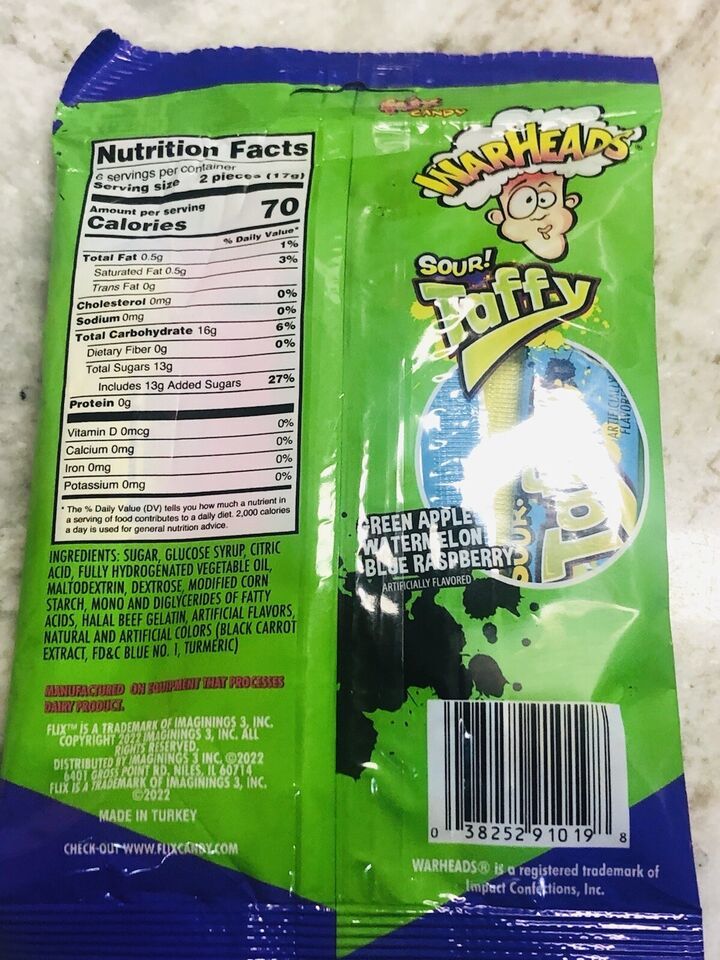 Nutrition Facts
6 servings per container
Serving size 2 pieces (17g)
Amount per serving
Calories 70
% Daily Value*
Total Fat 0.5g 1%
Saturated Fat 0.5g 3%
Trans Fat 0g
Cholesterol 0mg 0%
Sodium 0mg 0%
Total Carbohydrate 16g 6%
Dietary Fiber 0g 0%
Total Sugars 13g
Includes 13g Added Sugars 27%
Protein 0g
Vitamin D 0mcg 0%
Calcium 0mg 0%
Iron 0mg 0%
Potassium 0mg 0%
* The % Daily Value (DV) tells you how much a nutrient in
a serving of food contributes to a daily diet. 2,000 calories
a day is used for general nutrition advice.
INGREDIENTS: SUGAR, GLUCOSE SYRUP, CITRIC
ACID, FULLY HYDROGENATED VEGETABLE OIL,
MALTODEXTRIN, DEXTROSE, MODIFIED CORN
STARCH, MONO AND DIGLYCERIDES OF FATTY
ACIDS, HALAL BEEF GELATIN, ARTIFICIAL FLAVORS,
NATURAL AND ARTIFICIAL COLORS (BLACK CARROT
EXTRACT, FD&C BLUE NO. 1, TURMERIC)
MANUFACTURED ON EQUIPMENT THAT PROCESSES
DAIRY PRODUCT.
FLIX™ IS A TRADEMARK OF IMAGININGS 3, INC.
COPYRIGHT 2022 IMAGININGS 3, INC. ALL
RIGHTS RESERVED.
DISTRIBUTED BY IMAGININGS 3 INC. ©2022
6401 GROSS POINT RD. NILES, IL 60714
FLIX IS A TRADEMARK OF IMAGININGS 3, INC.
©2022
MADE IN TURKEY
CHECK-OUT WWW.FLIXCANDY.COM
FLIX
CANDY
WARHEADS®
SOUR!
Taffy
GREEN APPLE
WATERMELON
BLUE RASPBERRY
ARTIFICIALLY FLAVORED
0 38252 91019 8
WARHEADS® is a registered trademark of
Impact Confections, Inc.